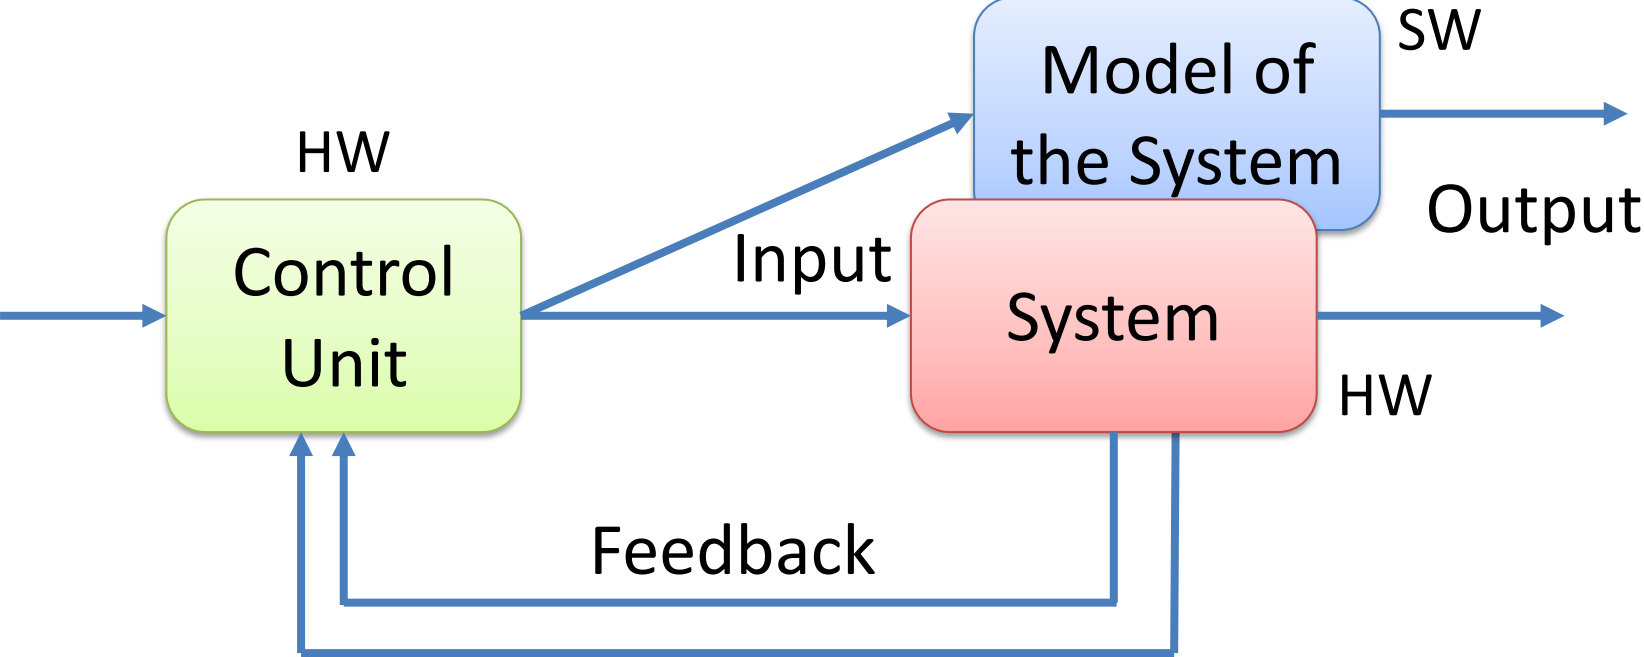 SW
Model of
the System
HW
Output
Control
Unit
Input
System
HW
Feedback